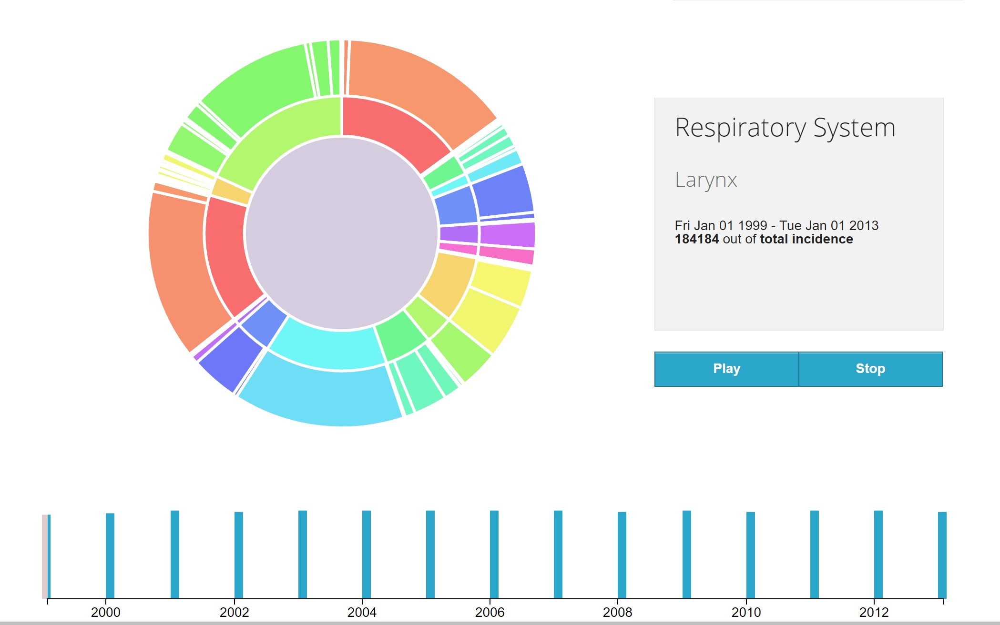 Respiratory System
Larynx
Fri Jan 01 1999 - Tue Jan 01 2013
184184 out of total incidence
Play Stop
2000 2002 2004 2006 2008 2010 2012